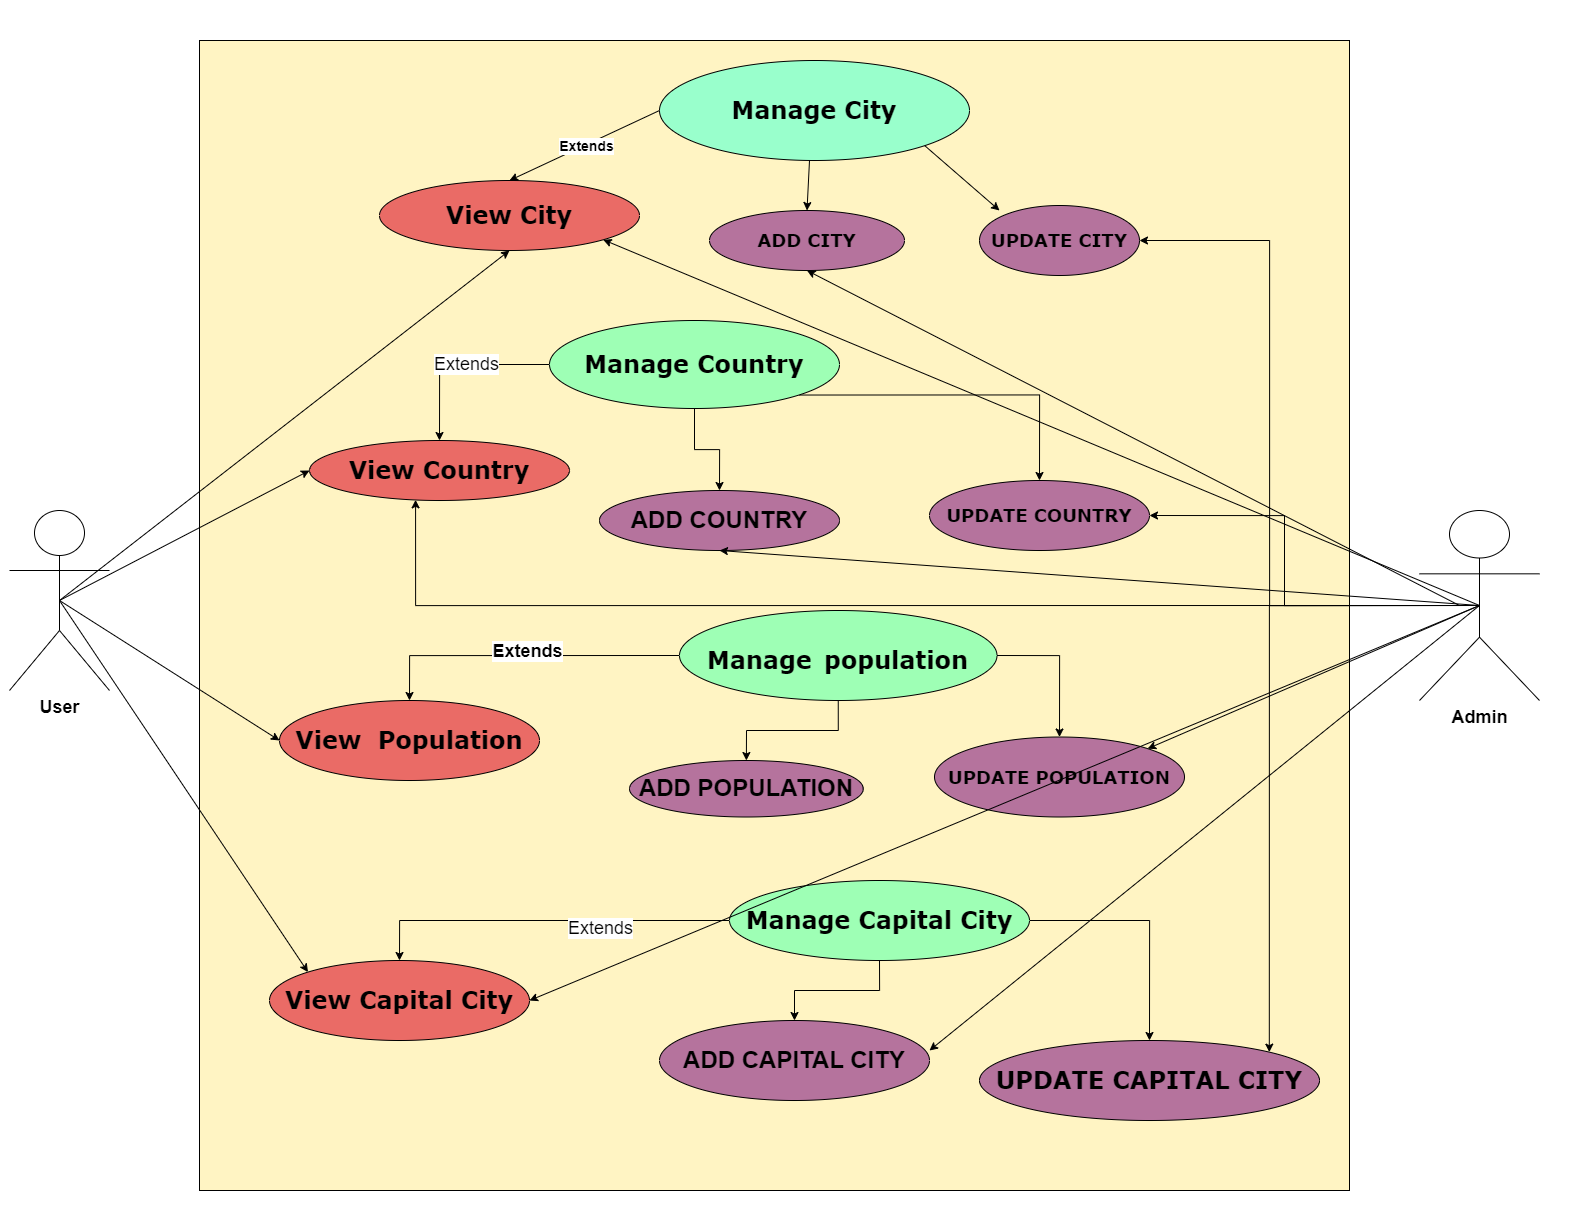 Manage City
Extends
View City
ADD CITY
UPDATE CITY
Manage Country
Extends
View Country
ADD COUNTRY
UPDATE COUNTRY
User
Admin
Manage population
Extends
View Population
ADD POPULATION
UPDATE POPULATION
Manage Capital City
Extends
View Capital City
ADD CAPITAL CITY
UPDATE CAPITAL CITY